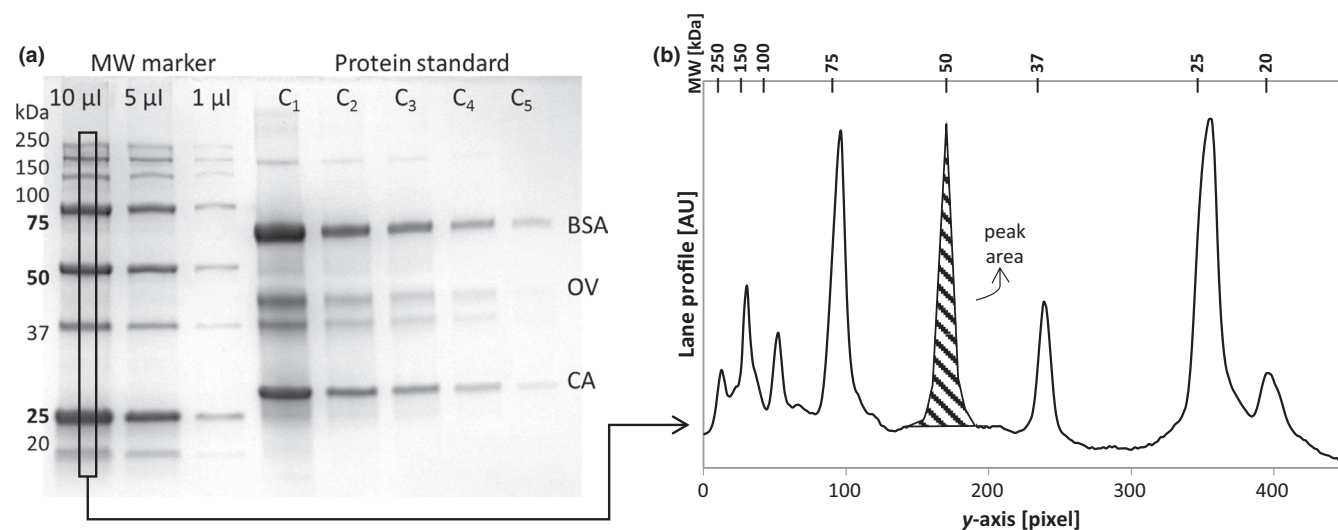 (a)
MW marker
Protein standard
10 µl 5 µl 1 µl C₁ C₂ C₃ C₄ C₅
kDa
250
150
100
75
50
37
25
20
BSA
OV
CA
(b)
MW [kDa]
250 150 100 75 50 37 25 20
Lane profile [AU]
peak
area
0 100 200 300 400
y-axis [pixel]